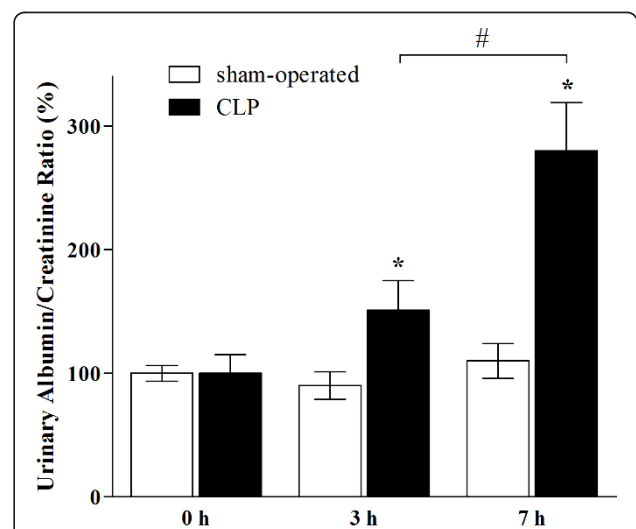 #
sham-operated
CLP
*
*
Urinary Albumin/Creatinine Ratio (%)
300
200
100
0
0 h 3 h 7 h